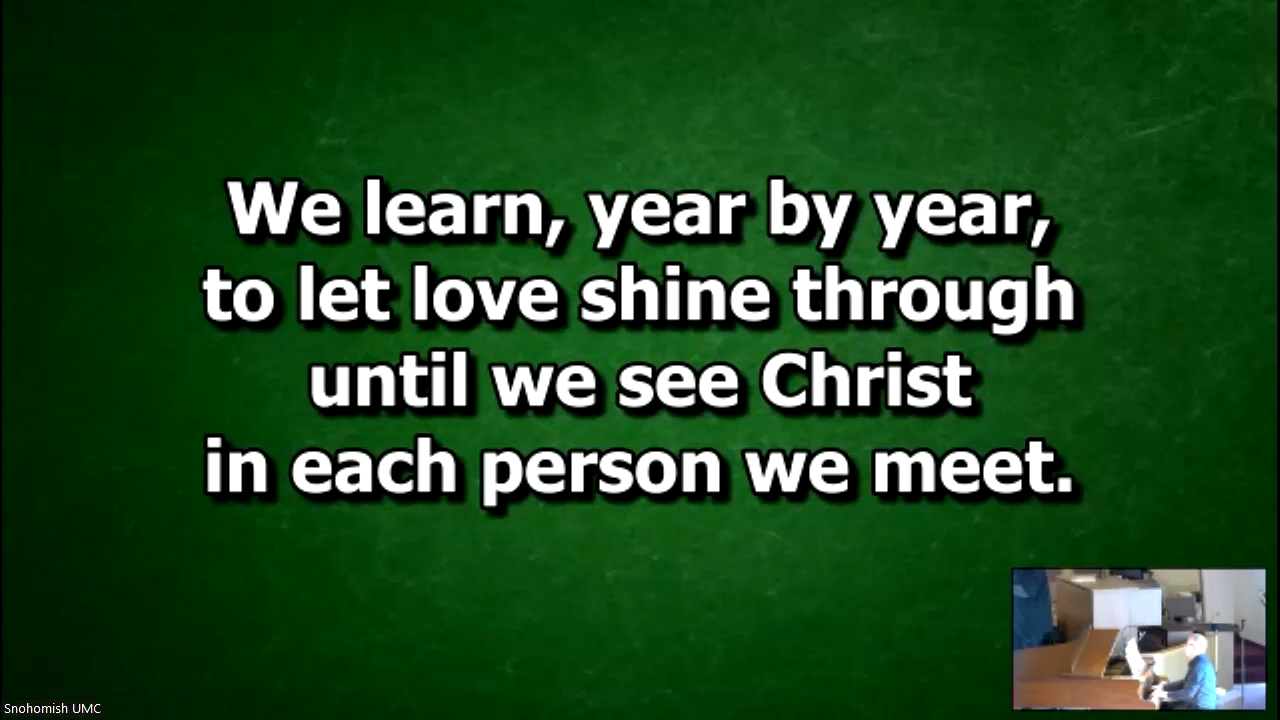 We learn, year by year,
to let love shine through
until we see Christ
in each person we meet.
Snohomish UMC